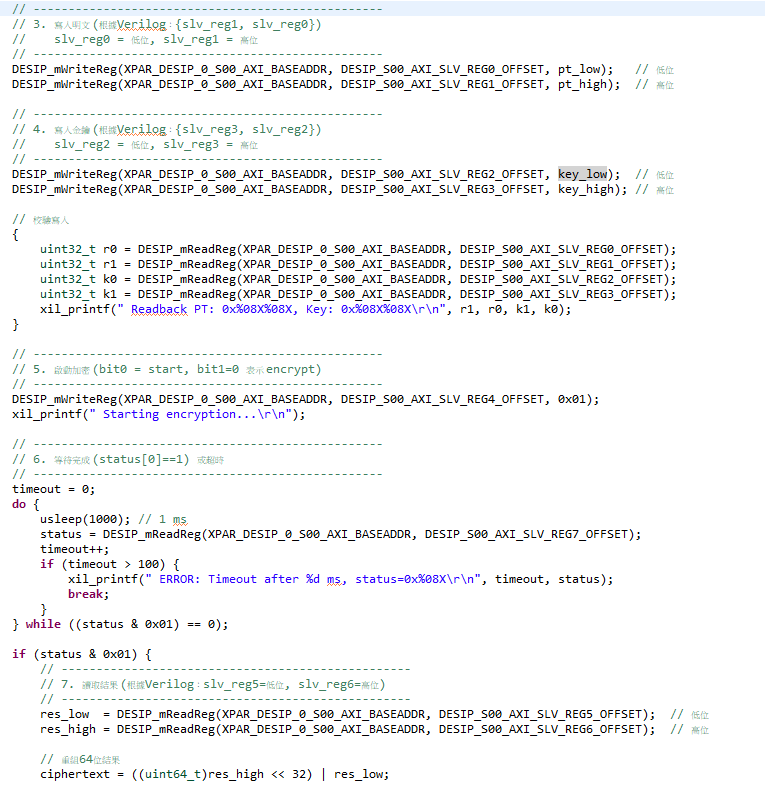 // --------------------------------------------------
// 3. 寫入明文 (根據Verilog：{slv_reg1, slv_reg0})
//    slv_reg0 = 低位, slv_reg1 = 高位
// --------------------------------------------------
DESIP_mWriteReg(XPAR_DESIP_0_S00_AXI_BASEADDR, DESIP_S00_AXI_SLV_REG0_OFFSET, pt_low);   // 低位
DESIP_mWriteReg(XPAR_DESIP_0_S00_AXI_BASEADDR, DESIP_S00_AXI_SLV_REG1_OFFSET, pt_high);  // 高位
// --------------------------------------------------
// 4. 寫入金鑰 (根據Verilog：{slv_reg3, slv_reg2})
//    slv_reg2 = 低位, slv_reg3 = 高位
// --------------------------------------------------
DESIP_mWriteReg(XPAR_DESIP_0_S00_AXI_BASEADDR, DESIP_S00_AXI_SLV_REG2_OFFSET, key_low);  // 低位
DESIP_mWriteReg(XPAR_DESIP_0_S00_AXI_BASEADDR, DESIP_S00_AXI_SLV_REG3_OFFSET, key_high); // 高位
// 校驗寫入
{
    uint32_t r0 = DESIP_mReadReg(XPAR_DESIP_0_S00_AXI_BASEADDR, DESIP_S00_AXI_SLV_REG0_OFFSET);
    uint32_t r1 = DESIP_mReadReg(XPAR_DESIP_0_S00_AXI_BASEADDR, DESIP_S00_AXI_SLV_REG1_OFFSET);
    uint32_t k0 = DESIP_mReadReg(XPAR_DESIP_0_S00_AXI_BASEADDR, DESIP_S00_AXI_SLV_REG2_OFFSET);
    uint32_t k1 = DESIP_mReadReg(XPAR_DESIP_0_S00_AXI_BASEADDR, DESIP_S00_AXI_SLV_REG3_OFFSET);
    xil_printf(" Readback PT: 0x%08X%08X, Key: 0x%08X%08X\r\n", r1, r0, k1, k0);
}
// --------------------------------------------------
// 5. 啟動加密 (bit0 = start, bit1=0 表示 encrypt)
// --------------------------------------------------
DESIP_mWriteReg(XPAR_DESIP_0_S00_AXI_BASEADDR, DESIP_S00_AXI_SLV_REG4_OFFSET, 0x01);
xil_printf(" Starting encryption...\r\n");
// --------------------------------------------------
// 6. 等待完成 (status[0]==1) 或超時
// --------------------------------------------------
timeout = 0;
do {
    usleep(1000); // 1 ms
    status = DESIP_mReadReg(XPAR_DESIP_0_S00_AXI_BASEADDR, DESIP_S00_AXI_SLV_REG7_OFFSET);
    timeout++;
    if (timeout > 100) {
        xil_printf(" ERROR: Timeout after %d ms, status=0x%08X\r\n", timeout, status);
        break;
    }
} while ((status & 0x01) == 0);
if (status & 0x01) {
    // --------------------------------------------------
    // 7. 讀取結果 (根據Verilog：slv_reg5=低位, slv_reg6=高位)
    // --------------------------------------------------
    res_low  = DESIP_mReadReg(XPAR_DESIP_0_S00_AXI_BASEADDR, DESIP_S00_AXI_SLV_REG5_OFFSET);  // 低位
    res_high = DESIP_mReadReg(XPAR_DESIP_0_S00_AXI_BASEADDR, DESIP_S00_AXI_SLV_REG6_OFFSET);  // 高位
    // 重組64位結果
    ciphertext = ((uint64_t)res_high << 32) | res_low;